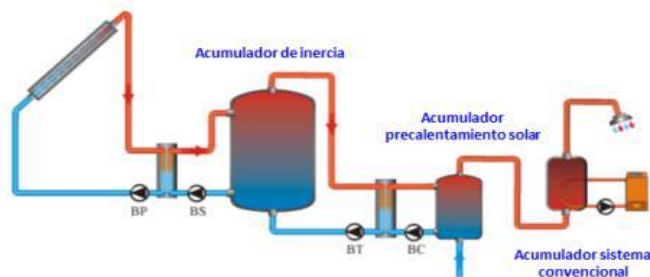 Acumulador de inercia
Acumulador
precalentamiento solar
BP
BS
BT
BC
Acumulador sistema
convencional